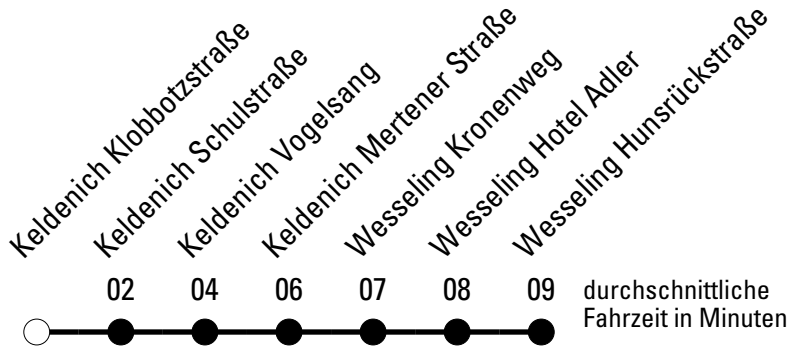 Keldenich Klobbotzstraße
Keldenich Schulstraße
Keldenich Vogelsang
Keldenich Mertener Straße
Wesseling Kronenweg
Wesseling Hotel Adler
Wesseling Hunsrückstraße
02 04 06 07 08 09 durchschnittliche
Fahrzeit in Minuten